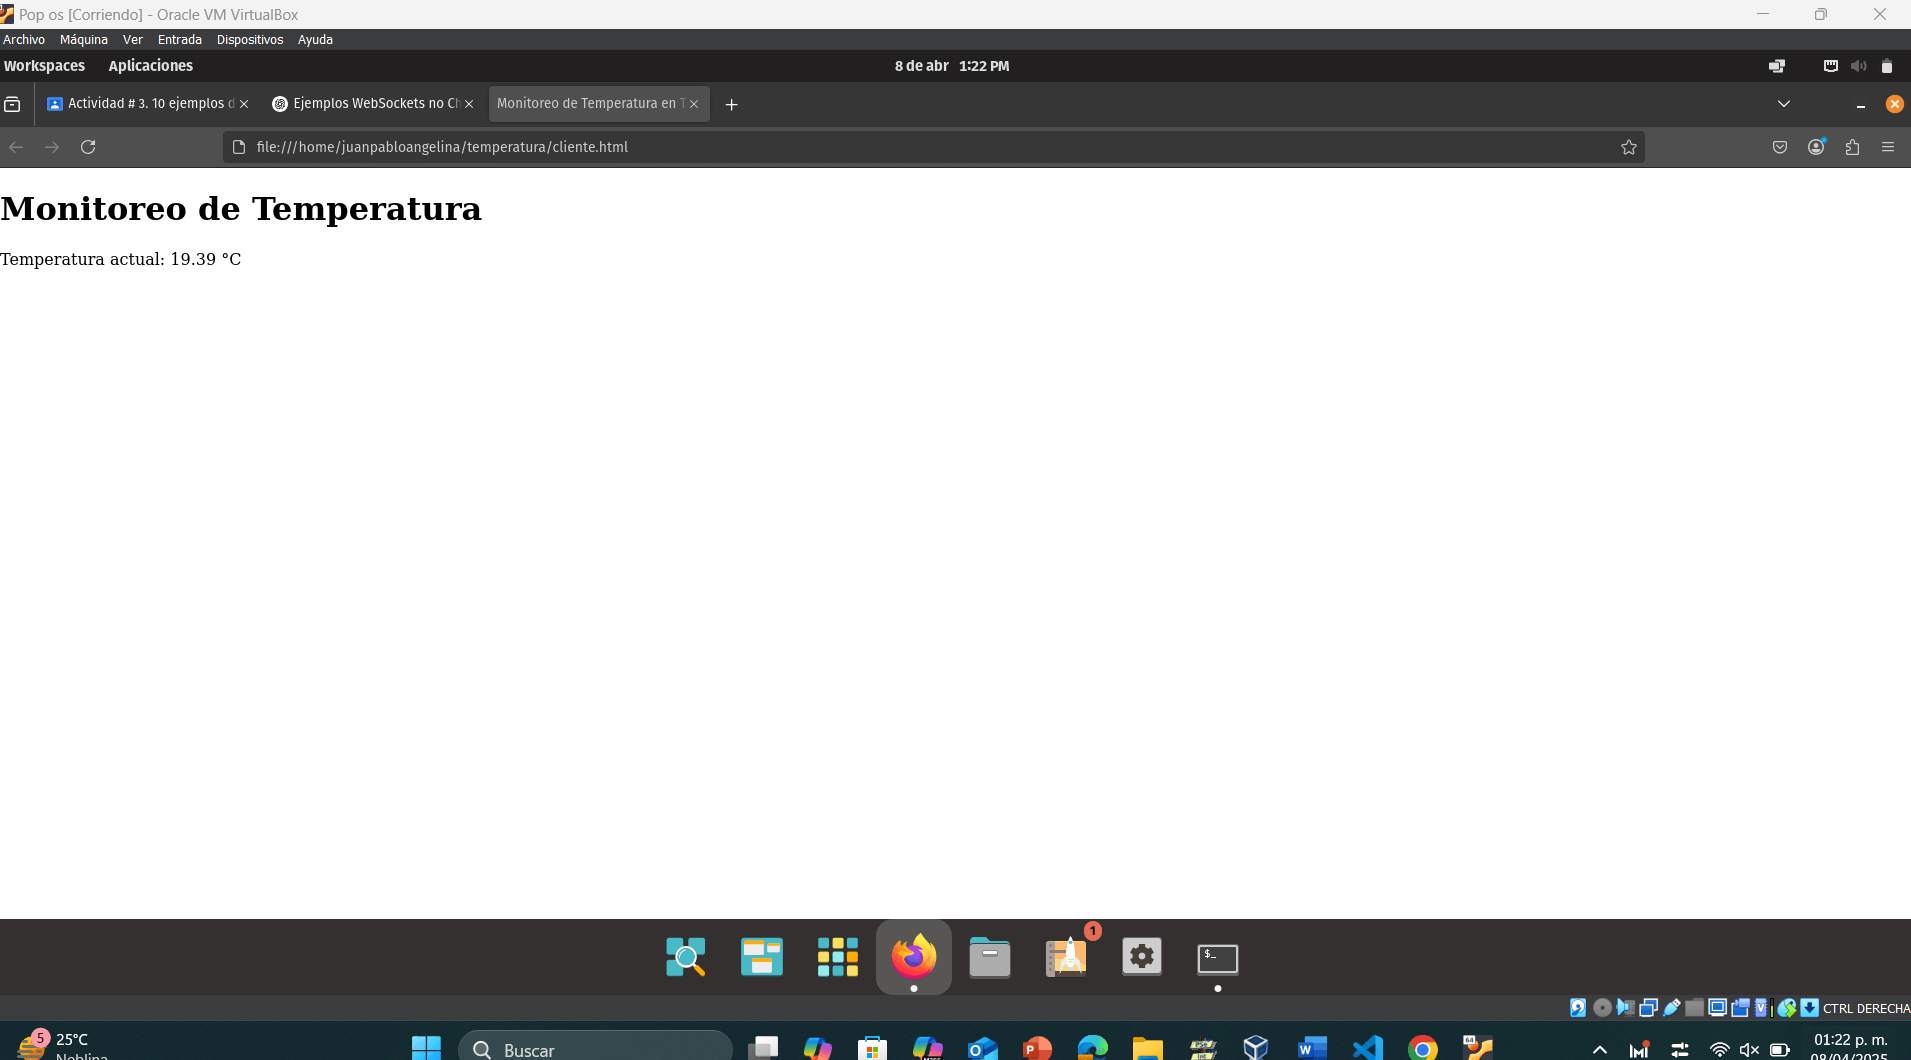 Pop os [Corriendo] - Oracle VM VirtualBox
Archivo Máquina Ver Entrada Dispositivos Ayuda
Workspaces Aplicaciones 8 de abr 1:22 PM
Actividad # 3. 10 ejemplos d Ejemplos WebSockets no Ch Monitoreo de Temperatura en T
file:///home/juanpabloangelina/temperatura/cliente.html
Monitoreo de Temperatura
Temperatura actual: 19.39 °C
1
$_
CTRL DERECHA
5 25°C
Neblina
Buscar
01:22 p. m.
08/04/2025